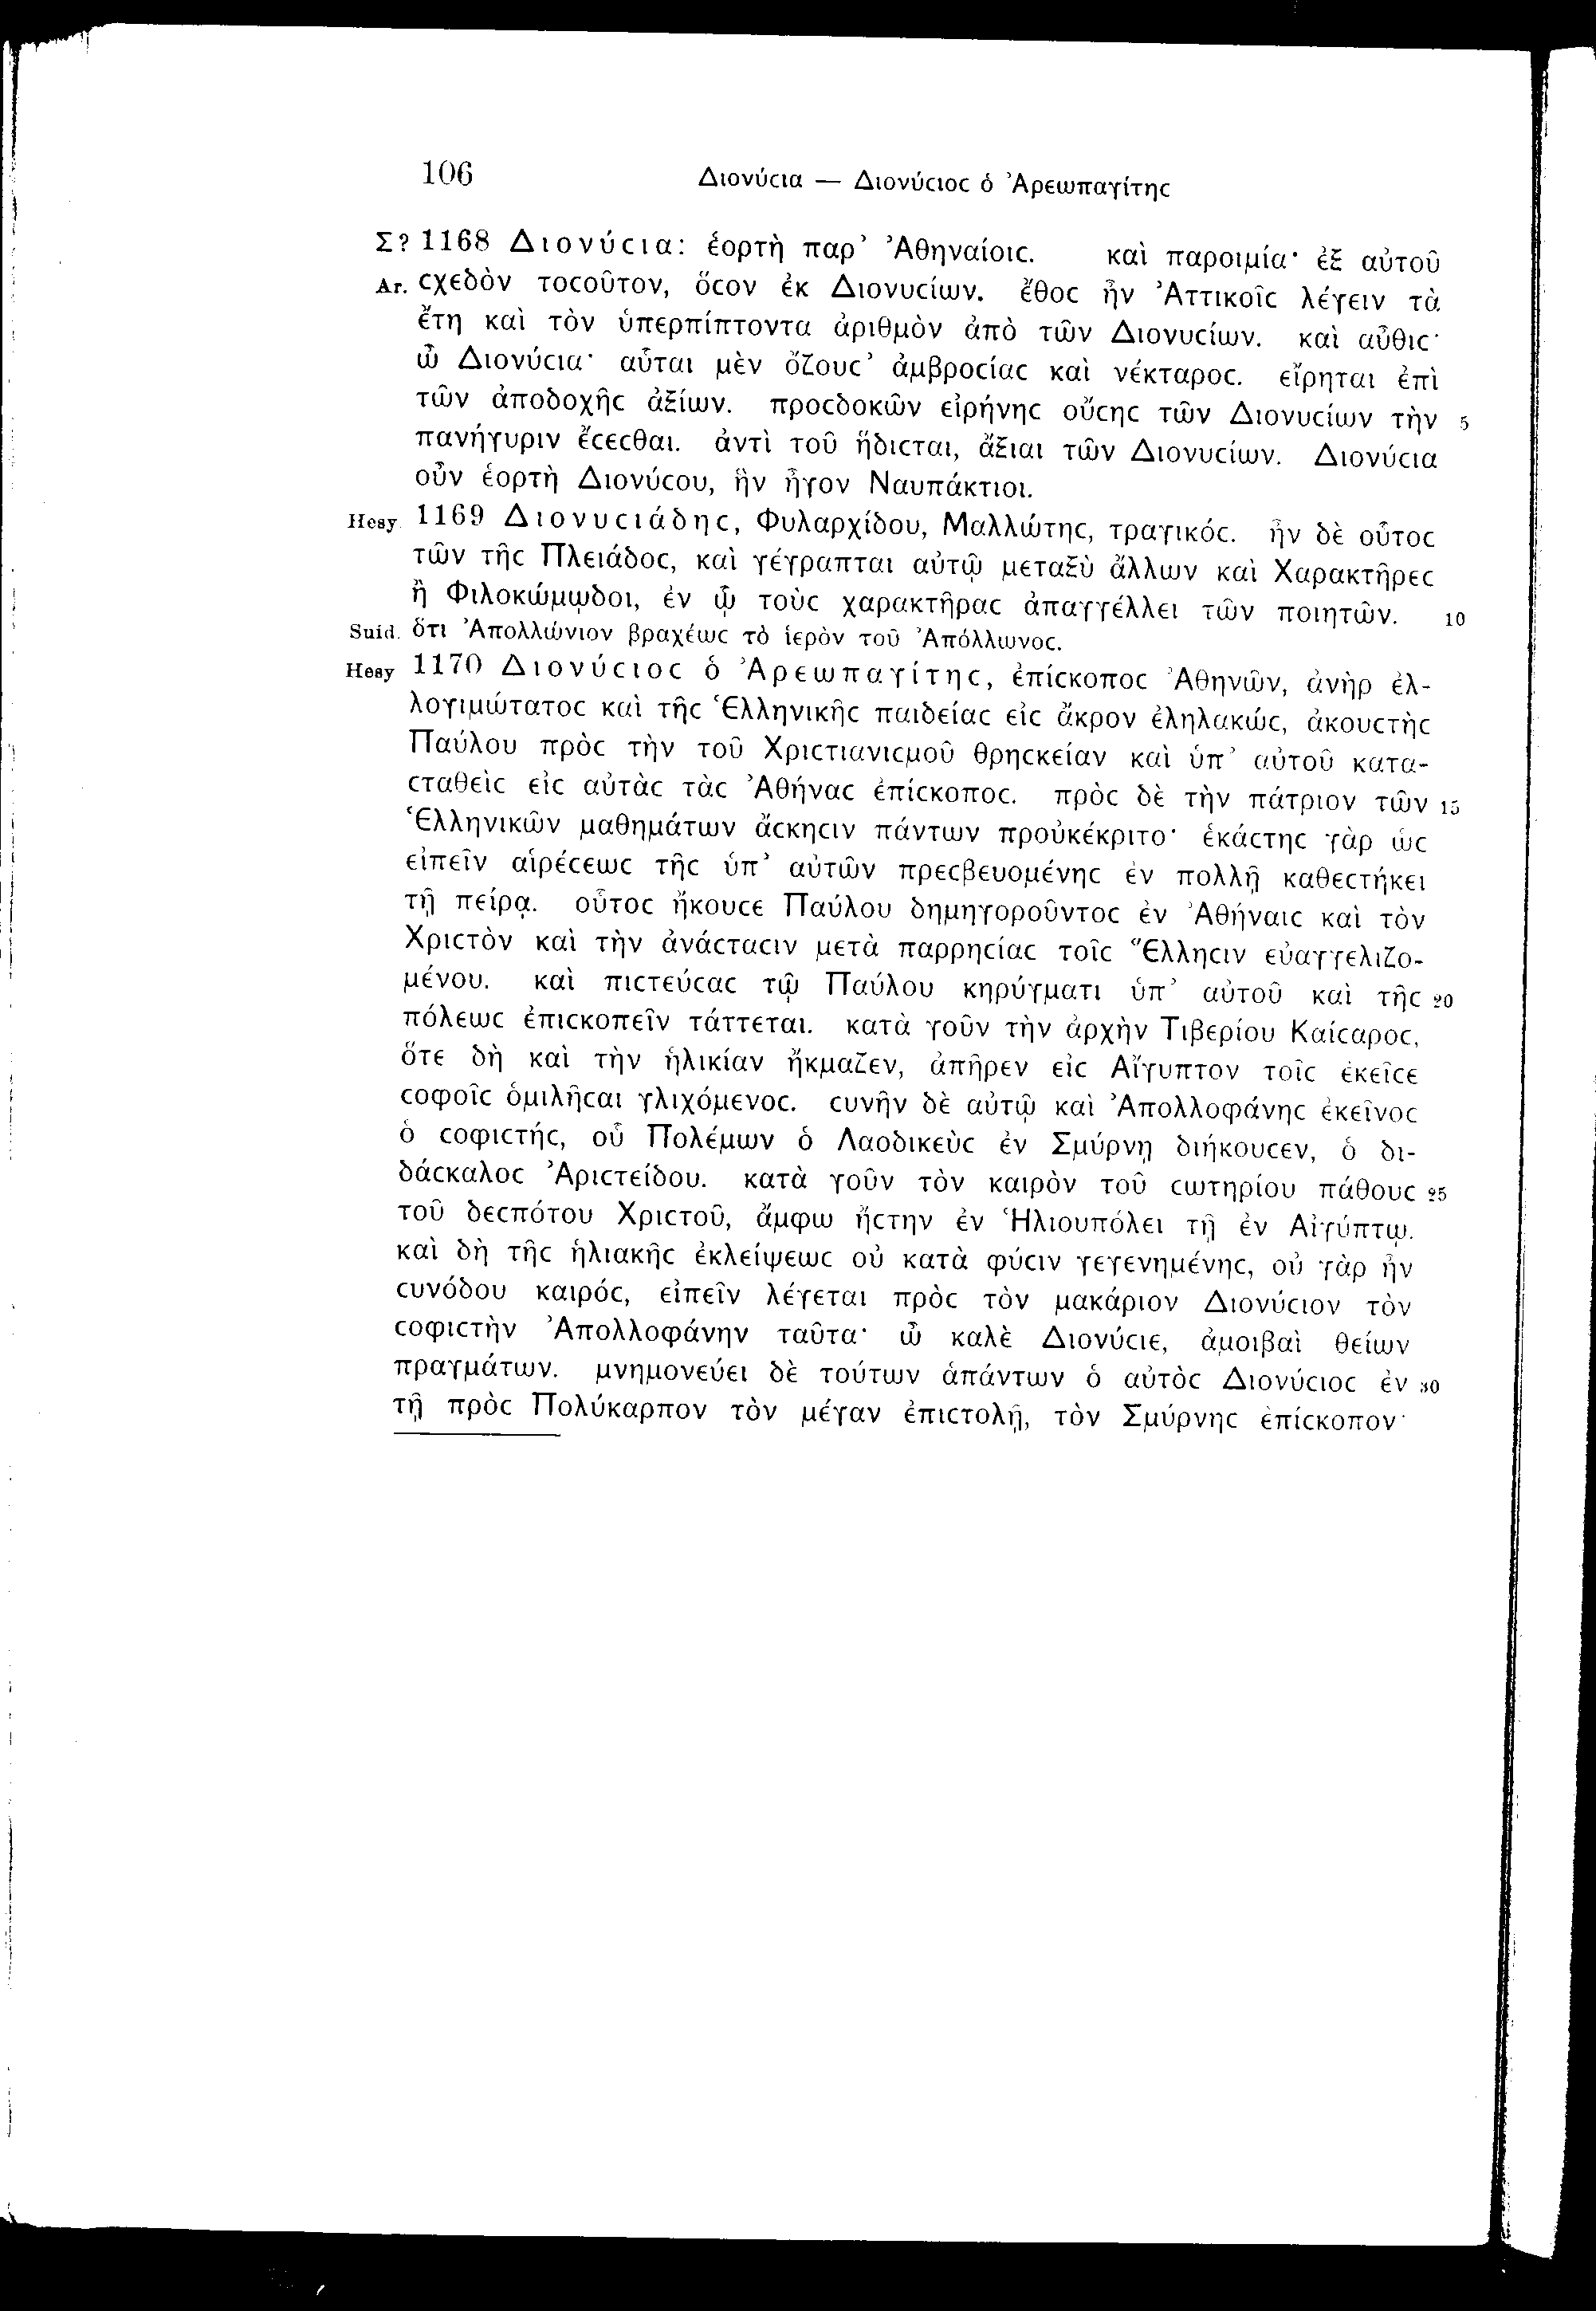 106 Διονύϲια — Διονύϲιοϲ ὁ Ἀρεωπαγίτηϲ
Σ? 1168 Διονύϲια: ἑορτὴ παρ’ Ἀθηναίοιϲ. καὶ παροιμία· ἐξ αὐτοῦ
Ar. ϲχεδὸν τοϲοῦτον, ὅϲον ἐκ Διονυϲίων. ἔθοϲ ἦν Ἀττικοῖϲ λέγειν τὰ
ἔτη καὶ τὸν ὑπερπίπτοντα ἀριθμὸν ἀπὸ τῶν Διονυϲίων. καὶ αὖθιϲ·
ὦ Διονύϲια· αὗται μὲν ὄζουϲ’ ἀμβροϲίαϲ καὶ νέκταροϲ. εἴρηται ἐπὶ
τῶν ἀποδοχῆϲ ἀξίων. προϲδοκῶν εἰρήνηϲ οὔϲηϲ τῶν Διονυϲίων τὴν 5
πανήγυριν ἔϲεϲθαι. ἀντὶ τοῦ ἥδιϲται, ἄξιαι τῶν Διονυϲίων. Διονύϲια
οὖν ἑορτὴ Διονύϲου, ἣν ἦγον Ναυπάκτιοι.
Hesy. 1169 Διονυϲιάδηϲ, Φυλαρχίδου, Μαλλώτηϲ, τραγικόϲ. ἦν δὲ οὗτοϲ
τῶν τῆϲ Πλειάδοϲ, καὶ γέγραπται αὐτῷ μεταξὺ ἄλλων καὶ Χαρακτῆρεϲ
ἢ Φιλοκώμῳδοι, ἐν ᾧ τοὺϲ χαρακτῆραϲ ἀπαγγέλλει τῶν ποιητῶν. 10
Suid. ὅτι Ἀπολλώνιον βραχέωϲ τὸ ἱερὸν τοῦ Ἀπόλλωνοϲ.
Hesy 1170 Διονύϲιοϲ ὁ Ἀρεωπαγίτηϲ, ἐπίϲκοποϲ Ἀθηνῶν, ἀνὴρ ἐλ-
λογιμώτατοϲ καὶ τῆϲ Ἑλληνικῆϲ παιδείαϲ εἰϲ ἄκρον ἐληλακώϲ, ἀκουϲτὴϲ
Παύλου πρὸϲ τὴν τοῦ Χριϲτιανιϲμοῦ θρηϲκείαν καὶ ὑπ’ αὐτοῦ κατα-
ϲταθεὶϲ εἰϲ αὐτὰϲ τὰϲ Ἀθήναϲ ἐπίϲκοποϲ. πρὸϲ δὲ τὴν πάτριον τῶν 15
Ἑλληνικῶν μαθημάτων ἄϲκηϲιν πάντων προὐκέκριτο· ἑκάϲτηϲ γὰρ ὡϲ
εἰπεῖν αἱρέϲεωϲ τῆϲ ὑπ’ αὐτῶν πρεϲβευομένηϲ ἐν πολλῇ καθεϲτήκει
τῇ πείρᾳ. οὗτοϲ ἤκουϲε Παύλου δημηγοροῦντοϲ ἐν Ἀθήναιϲ καὶ τὸν
Χριϲτὸν καὶ τὴν ἀνάϲταϲιν μετὰ παρρηϲίαϲ τοῖϲ Ἕλληϲιν εὐαγγελιζο-
μένου. καὶ πιϲτεύϲαϲ τῷ Παύλου κηρύγματι ὑπ’ αὐτοῦ καὶ τῆϲ 20
πόλεωϲ ἐπιϲκοπεῖν τάττεται. κατὰ γοῦν τὴν ἀρχὴν Τιβερίου Καίϲαροϲ,
ὅτε δὴ καὶ τὴν ἡλικίαν ἤκμαζεν, ἀπῆρεν εἰϲ Αἴγυπτον τοῖϲ ἐκεῖϲε
ϲοφοῖϲ ὁμιλῆϲαι γλιχόμενοϲ. ϲυνῆν δὲ αὐτῷ καὶ Ἀπολλοφάνηϲ ἐκεῖνοϲ
ὁ ϲοφιϲτήϲ, οὗ Πολέμων ὁ Λαοδικεὺϲ ἐν Σμύρνῃ διήκουϲεν, ὁ δι-
δάϲκαλοϲ Ἀριϲτείδου. κατὰ γοῦν τὸν καιρὸν τοῦ ϲωτηρίου πάθουϲ 25
τοῦ δεϲπότου Χριϲτοῦ, ἄμφω ἤϲτην ἐν Ἡλιουπόλει τῇ ἐν Αἰγύπτῳ.
καὶ δὴ τῆϲ ἡλιακῆϲ ἐκλείψεωϲ οὐ κατὰ φύϲιν γεγενημένηϲ, οὐ γὰρ ἦν
ϲυνόδου καιρόϲ, εἰπεῖν λέγεται πρὸϲ τὸν μακάριον Διονύϲιον τὸν
ϲοφιϲτὴν Ἀπολλοφάνην ταῦτα· ὦ καλὲ Διονύϲιε, ἀμοιβαὶ θείων
πραγμάτων. μνημονεύει δὲ τούτων ἁπάντων ὁ αὐτὸϲ Διονύϲιοϲ ἐν 30
τῇ πρὸϲ Πολύκαρπον τὸν μέγαν ἐπιϲτολῇ, τὸν Σμύρνηϲ ἐπίϲκοπον·